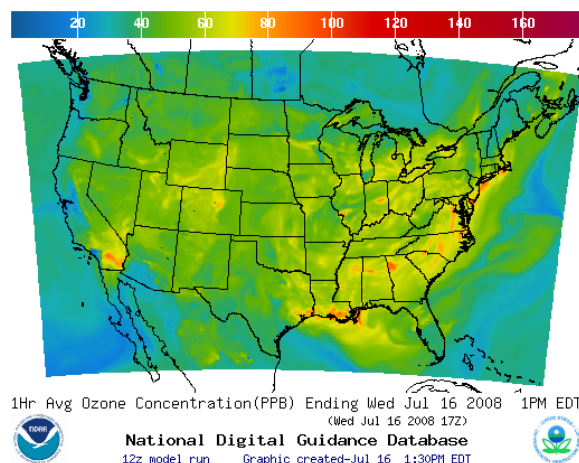 20 40 60 80 100 120 140 160
1Hr Avg Ozone Concentration(PPB) Ending Wed Jul 16 2008 1PM EDT
(Wed Jul 16 2008 17Z)
National Digital Guidance Database
12z model run Graphic created-Jul 16 1:30PM EDT
NOAA